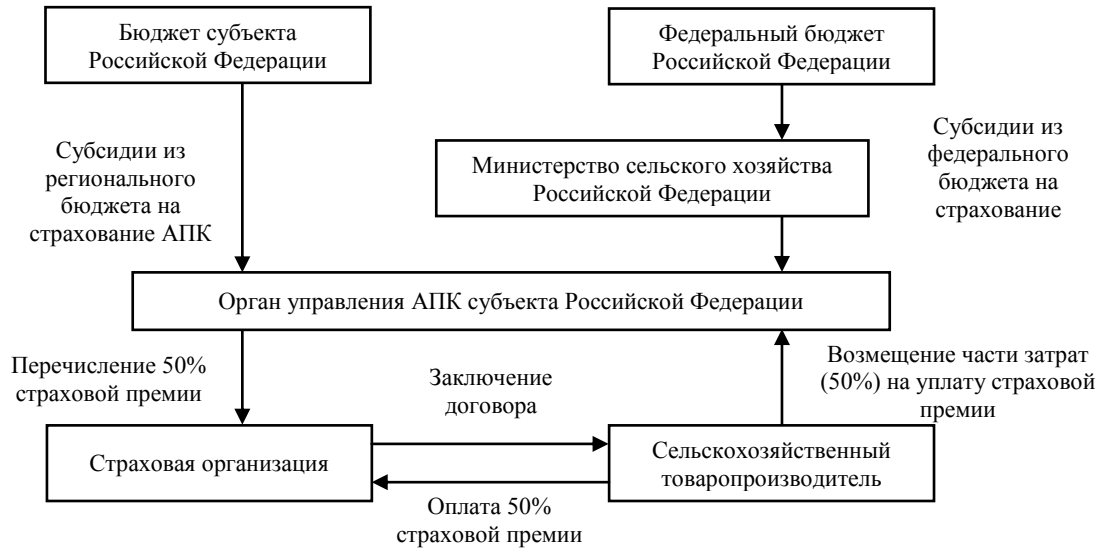 Бюджет субъекта
Российской Федерации
Федеральный бюджет
Российской Федерации
Субсидии из
регионального
бюджета на
страхование АПК
Министерство сельского хозяйства
Российской Федерации
Субсидии из
федерального
бюджета на
страхование
Орган управления АПК субъекта Российской Федерации
Перечисление 50%
страховой премии
Заключение
договора
Возмещение части затрат
(50%) на уплату страховой
премии
Страховая организация
Сельскохозяйственный
товаропроизводитель
Оплата 50%
страховой премии